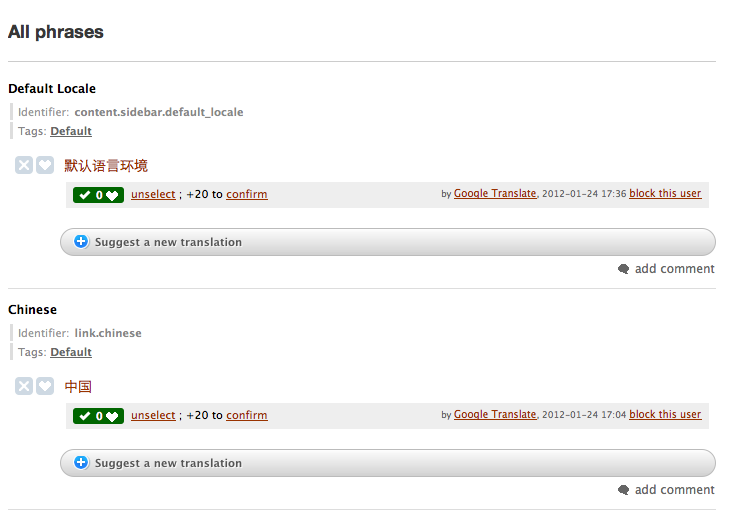 All phrases
Default Locale
Identifier: content.sidebar.default_locale
Tags: Default
默认语言环境
0 unselect ; +20 to confirm by Google Translate, 2012-01-24 17:36 block this user
Suggest a new translation
add comment
Chinese
Identifier: link.chinese
Tags: Default
中国
0 unselect ; +20 to confirm by Google Translate, 2012-01-24 17:04 block this user
Suggest a new translation
add comment